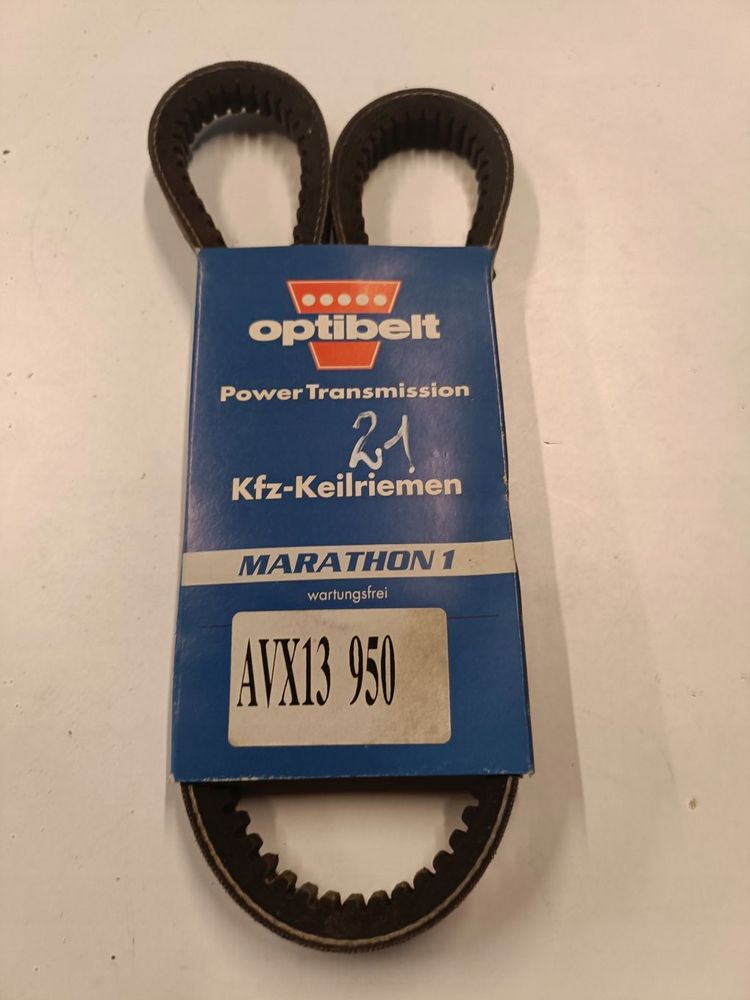 optibelt
Power Transmission
21.
Kfz-Keilriemen
MARATHON 1
wartungsfrei
AVX13 950